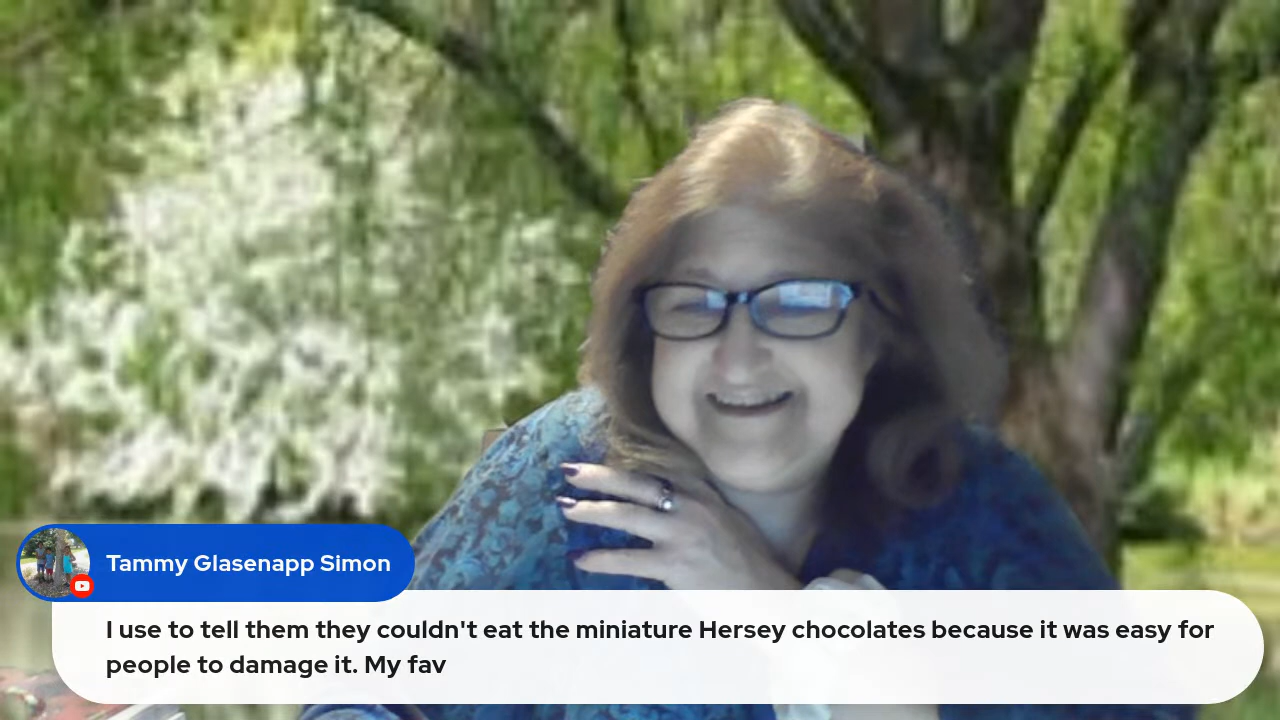 Tammy Glasenapp Simon
I use to tell them they couldn't eat the miniature Hersey chocolates because it was easy for
people to damage it. My fav